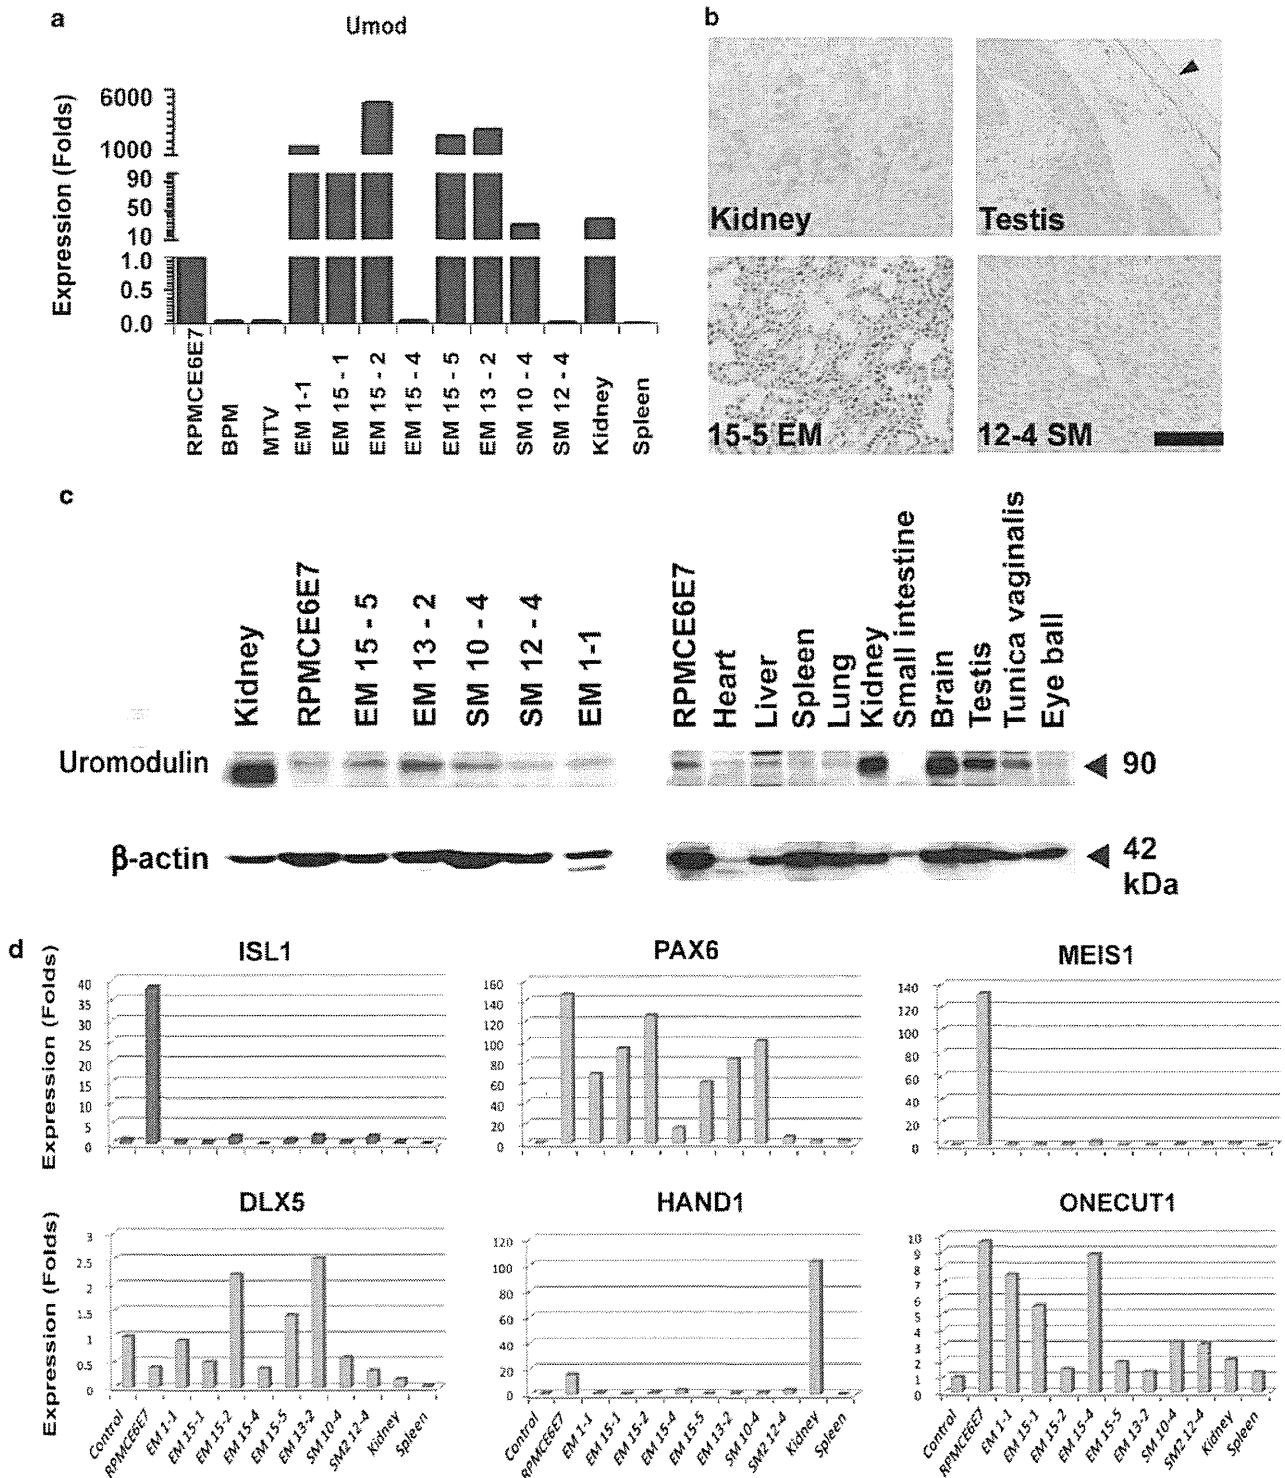 a
Umod
Expression (Folds)
6000
1000
90
50
10
1.0
0.5
0.0
RPMCE6E7
BPM
MTV
EM 1-1
EM 15 - 1
EM 15 - 2
EM 15 - 4
EM 15 - 5
EM 13 - 2
SM 10 - 4
SM 12 - 4
Kidney
Spleen
b
Kidney
Testis
15-5 EM
12-4 SM
c
Kidney
RPMCE6E7
EM 15 - 5
EM 13 - 2
SM 10 - 4
SM 12 - 4
EM 1-1
RPMCE6E7
Heart
Liver
Spleen
Lung
Kidney
Small intestine
Brain
Testis
Tunica vaginalis
Eye ball
Uromodulin
90
β-actin
42
kDa
d
ISL1
Expression (Folds)
40
35
30
25
20
15
10
5
0
PAX6
160
140
120
100
80
60
40
20
0
MEIS1
140
120
100
80
60
40
20
0
DLX5
Expression (Folds)
3
2.5
2
1.5
1
0.5
0
Control
RPMCE6E7
EM 1-1
EM 15-1
EM 15-2
EM 15-4
EM 15-5
EM 13-2
SM 10-4
SM2 12-4
Kidney
Spleen
HAND1
120
100
80
60
40
20
0
Control
RPMCE6E7
EM 1-1
EM 15-1
EM 15-2
EM 15-4
EM 15-5
EM 13-2
SM 10-4
SM2 12-4
Kidney
Spleen
ONECUT1
10
9
8
7
6
5
4
3
2
1
0
Control
RPMCE6E7
EM 1-1
EM 15-1
EM 15-2
EM 15-4
EM 15-5
EM 13-2
SM 10-4
SM2 12-4
Kidney
Spleen